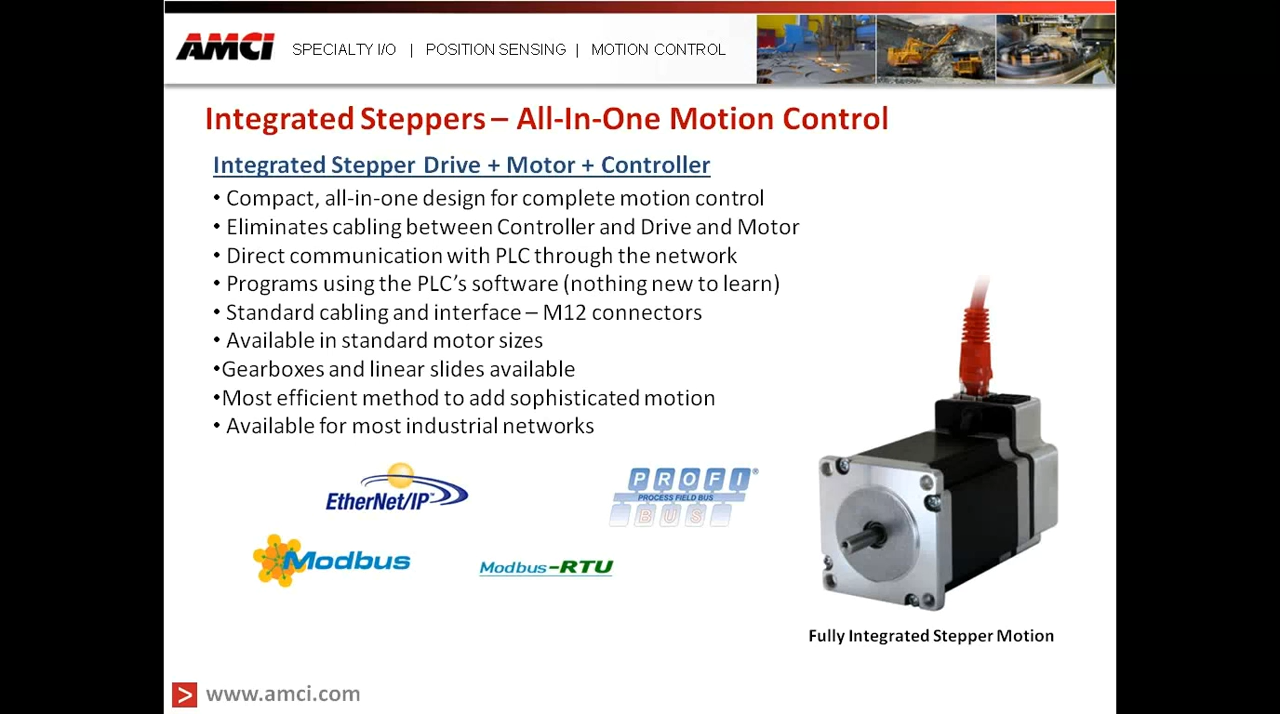 AMCI SPECIALTY I/O | POSITION SENSING | MOTION CONTROL
Integrated Steppers – All-In-One Motion Control
Integrated Stepper Drive + Motor + Controller
• Compact, all-in-one design for complete motion control
• Eliminates cabling between Controller and Drive and Motor
• Direct communication with PLC through the network
• Programs using the PLC’s software (nothing new to learn)
• Standard cabling and interface – M12 connectors
• Available in standard motor sizes
•Gearboxes and linear slides available
•Most efficient method to add sophisticated motion
• Available for most industrial networks
EtherNet/IP™
PROFI®
PROCESS FIELD BUS
BUS
Modbus
Modbus-RTU
Fully Integrated Stepper Motion
> www.amci.com